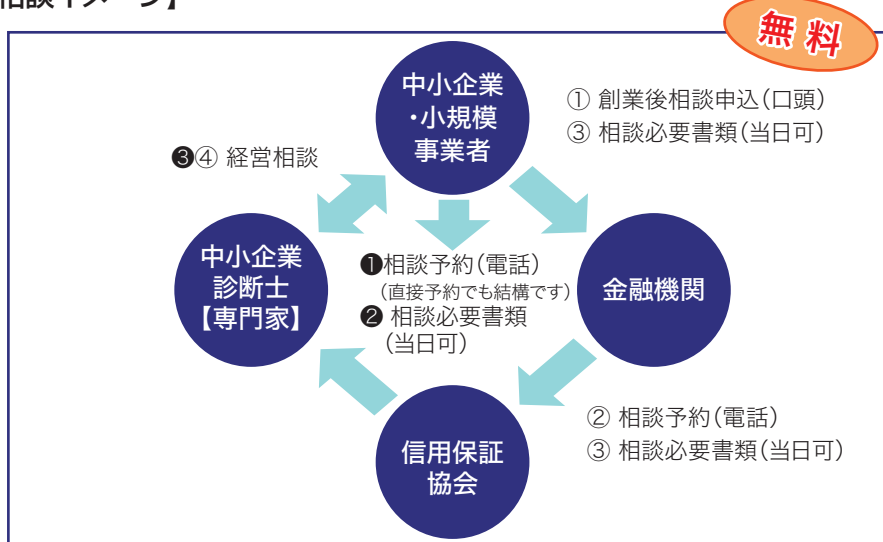 相談イメージ】
無料
中小企業
・小規模
事業者
① 創業後相談申込(口頭)
③ 相談必要書類(当日可)
❸④ 経営相談
中小企業
診断士
【専門家】
❶相談予約(電話)
(直接予約でも結構です)
❷ 相談必要書類
(当日可)
金融機関
② 相談予約(電話)
③ 相談必要書類(当日可)
信用保証
協会